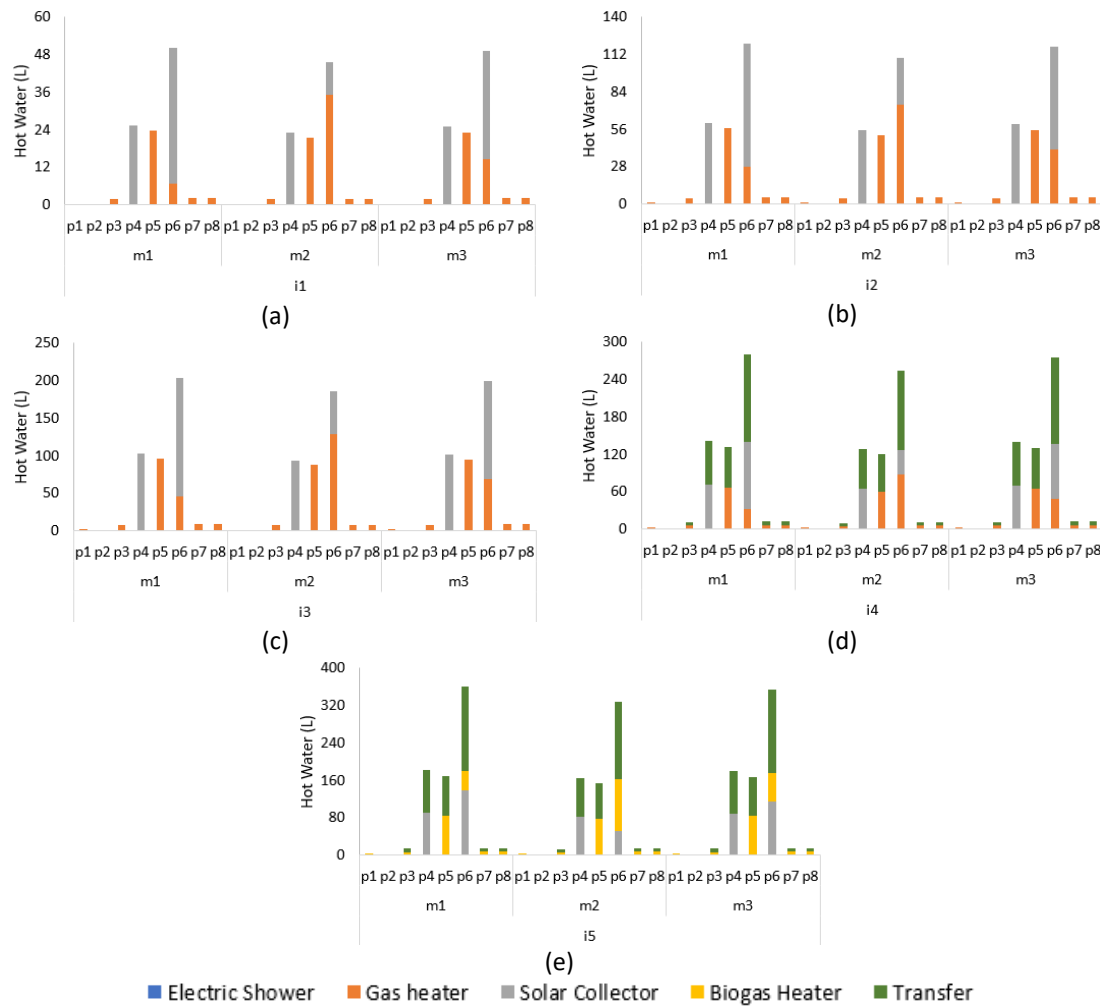 60
48
36
24
12
0
Hot Water (L)
p1 p2 p3 p4 p5 p6 p7 p8 p1 p2 p3 p4 p5 p6 p7 p8 p1 p2 p3 p4 p5 p6 p7 p8
m1 m2 m3
i1
(a)
140
112
84
56
28
0
Hot Water (L)
p1 p2 p3 p4 p5 p6 p7 p8 p1 p2 p3 p4 p5 p6 p7 p8 p1 p2 p3 p4 p5 p6 p7 p8
m1 m2 m3
i2
(b)
250
200
150
100
50
0
Hot Water (L)
p1 p2 p3 p4 p5 p6 p7 p8 p1 p2 p3 p4 p5 p6 p7 p8 p1 p2 p3 p4 p5 p6 p7 p8
m1 m2 m3
i3
(c)
300
240
180
120
60
0
Hot Water (L)
p1 p2 p3 p4 p5 p6 p7 p8 p1 p2 p3 p4 p5 p6 p7 p8 p1 p2 p3 p4 p5 p6 p7 p8
m1 m2 m3
i4
(d)
400
320
240
160
80
0
Hot Water (L)
p1 p2 p3 p4 p5 p6 p7 p8 p1 p2 p3 p4 p5 p6 p7 p8 p1 p2 p3 p4 p5 p6 p7 p8
m1 m2 m3
i5
(e)
Electric Shower Gas heater Solar Collector Biogas Heater Transfer